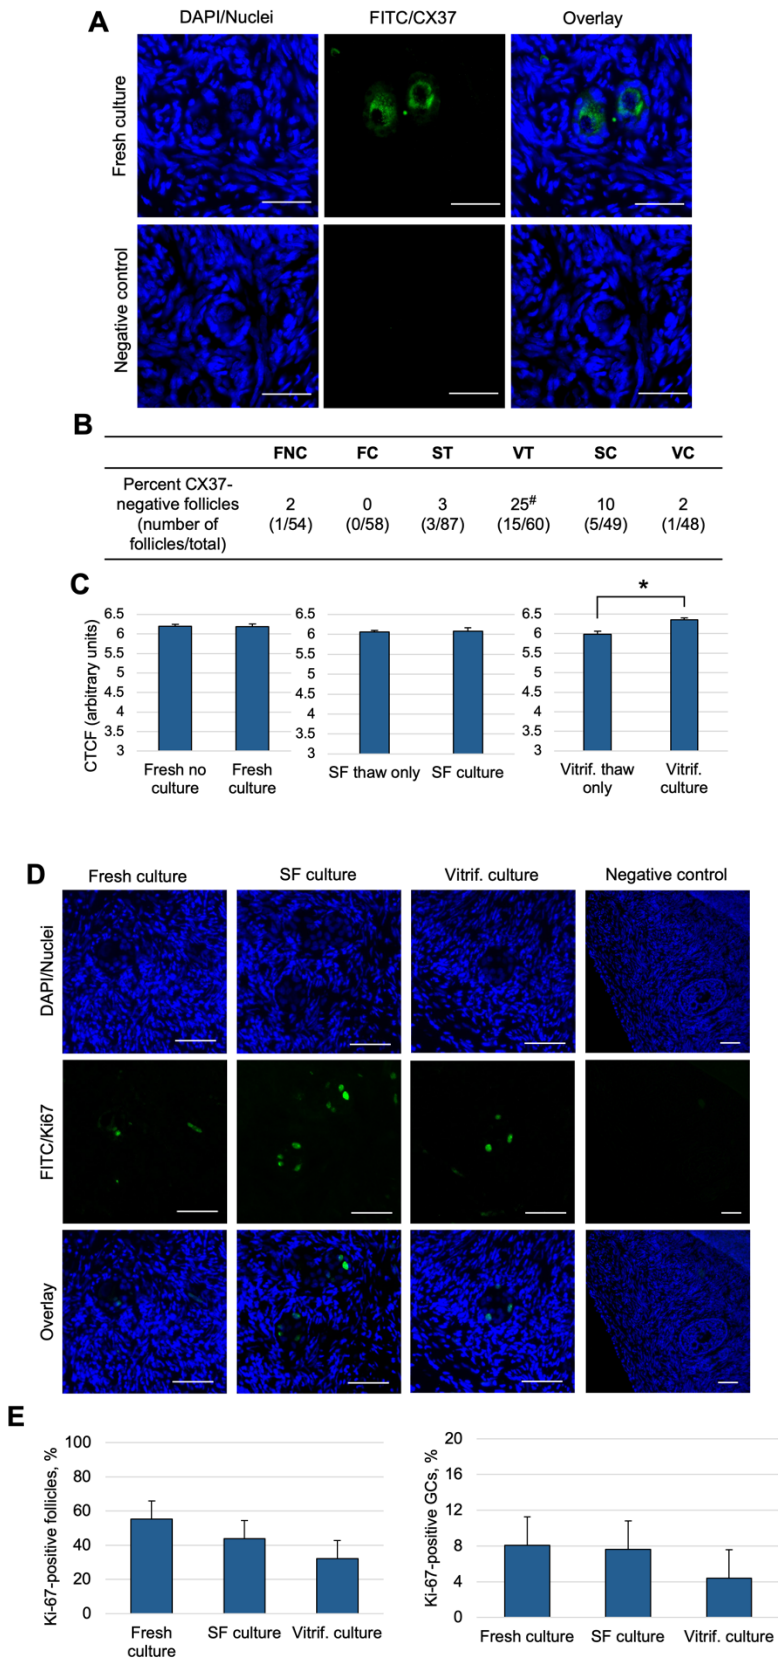 A
DAPI/Nuclei FITC/CX37 Overlay
Fresh culture
Negative control
B
FNC FC ST VT SC VC
Percent CX37-
negative follicles
(number of
follicles/total)
2 0 3 25# 10 2
(1/54) (0/58) (3/87) (15/60) (5/49) (1/48)
C
CTCF (arbitrary units)
6.5
6
5.5
5
4.5
4
3.5
3
Fresh no
culture
Fresh
culture
6.5
6
5.5
5
4.5
4
3.5
3
SF thaw only
SF culture
*
6.5
6
5.5
5
4.5
4
3.5
3
Vitrif. thaw
only
Vitrif.
culture
D
Fresh culture SF culture Vitrif. culture Negative control
DAPI/Nuclei
FITC/Ki67
Overlay
E
Ki-67-positive follicles, %
100
80
60
40
20
0
Fresh
culture
SF culture
Vitrif. culture
Ki-67-positive GCs, %
20
16
12
8
4
0
Fresh culture
SF culture
Vitrif. culture